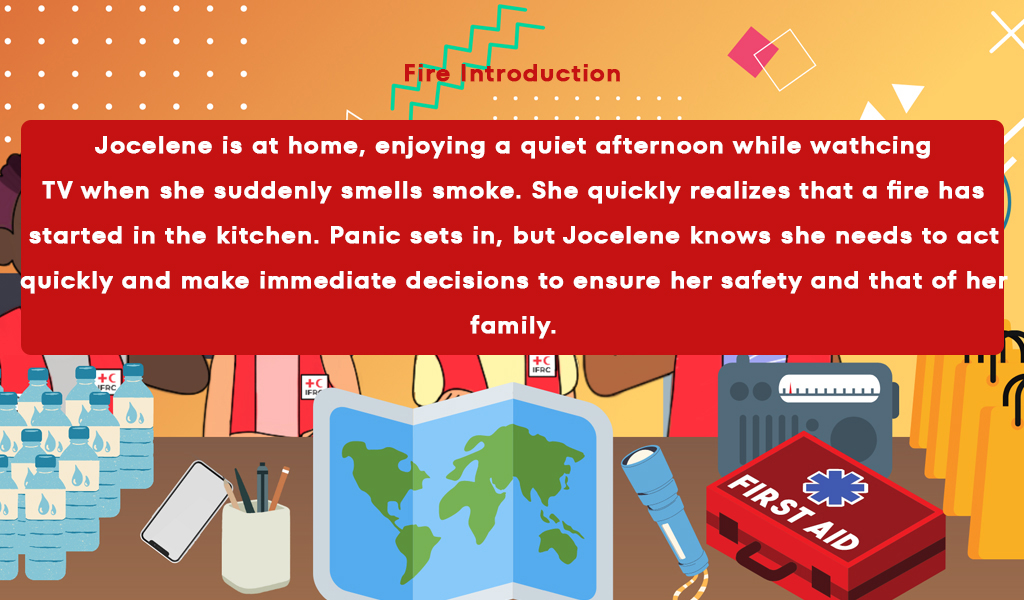 Fire Introduction
Jocelene is at home, enjoying a quiet afternoon while wathcing
TV when she suddenly smells smoke. She quickly realizes that a fire has
started in the kitchen. Panic sets in, but Jocelene knows she needs to act
quickly and make immediate decisions to ensure her safety and that of her
family.
IFRC
IFRC
IFRC
FIRST AID